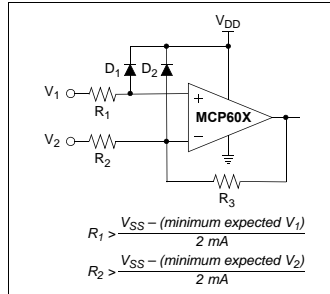 VDD
D1 D2
V1
R1
+
MCP60X
V2
R2
–
R3
R1 > VSS – (minimum expected V1)
2 mA
R2 > VSS – (minimum expected V2)
2 mA